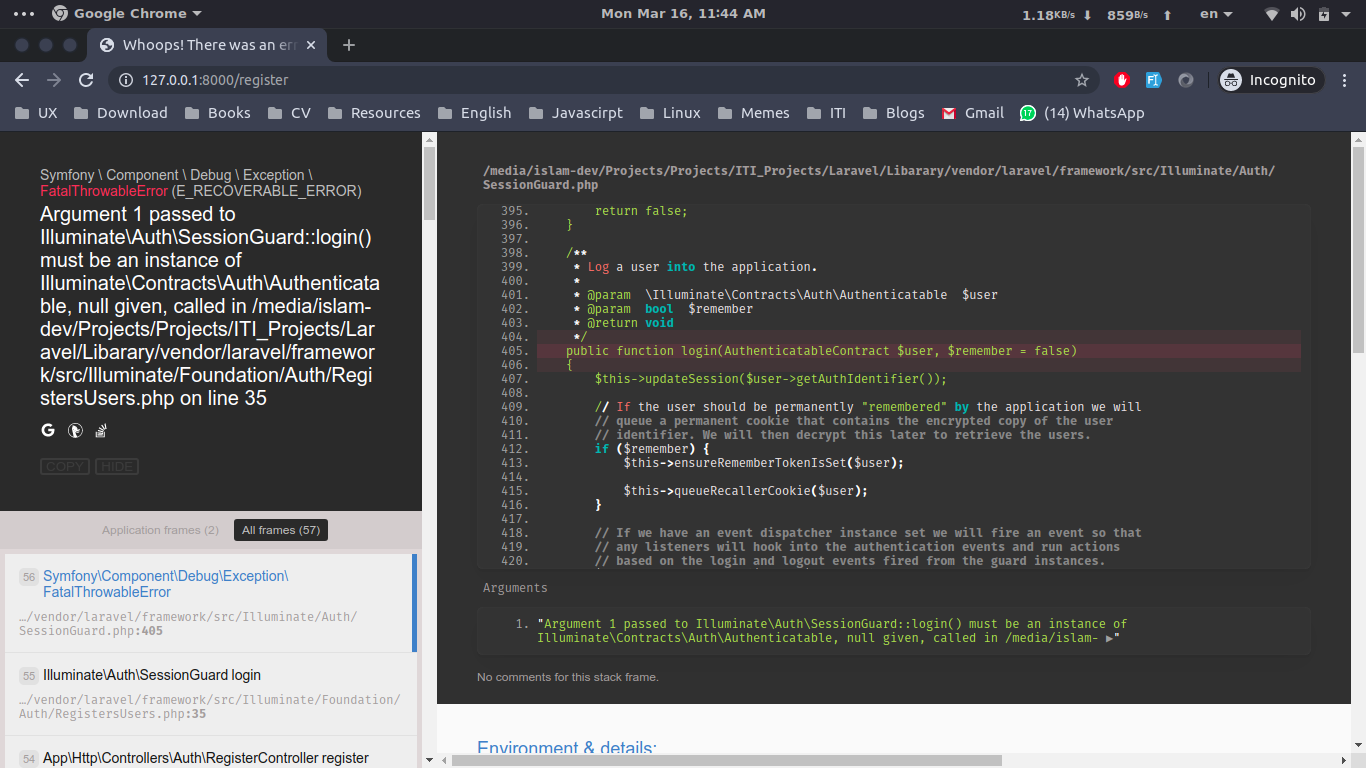 Google Chrome
Mon Mar 16, 11:44 AM
1.18KB/s 859B/s en
Whoops! There was an err
127.0.0.1:8000/register
Incognito
UX Download Books CV Resources English Javascirpt Linux Memes ITI Blogs Gmail (14) WhatsApp
Symfony \ Component \ Debug \ Exception \
FatalThrowableError (E_RECOVERABLE_ERROR)
Argument 1 passed to
Illuminate\Auth\SessionGuard::login()
must be an instance of
Illuminate\Contracts\Auth\Authenticata
ble, null given, called in /media/islam-
dev/Projects/Projects/ITI_Projects/Lar
avel/Libarary/vendor/laravel/framewor
k/src/Illuminate/Foundation/Auth/Regi
stersUsers.php on line 35
COPY HIDE
Application frames (2) All frames (57)
56 Symfony\Component\Debug\Exception\
FatalThrowableError
…/vendor/laravel/framework/src/Illuminate/Auth/
SessionGuard.php:405
55 Illuminate\Auth\SessionGuard login
…/vendor/laravel/framework/src/Illuminate/Foundation/
Auth/RegistersUsers.php:35
54 App\Http\Controllers\Auth\RegisterController register
/media/islam-dev/Projects/Projects/ITI_Projects/Laravel/Libarary/vendor/laravel/framework/src/Illuminate/Auth/
SessionGuard.php
395. return false;
396. }
397.
398. /**
399. * Log a user into the application.
400. *
401. * @param \Illuminate\Contracts\Auth\Authenticatable $user
402. * @param bool $remember
403. * @return void
404. */
405. public function login(AuthenticatableContract $user, $remember = false)
406. {
407. $this->updateSession($user->getAuthIdentifier());
408.
409. // If the user should be permanently "remembered" by the application we will
410. // queue a permanent cookie that contains the encrypted copy of the user
411. // identifier. We will then decrypt this later to retrieve the users.
412. if ($remember) {
413. $this->ensureRememberTokenIsSet($user);
414.
415. $this->queueRecallerCookie($user);
416. }
417.
418. // If we have an event dispatcher instance set we will fire an event so that
419. // any listeners will hook into the authentication events and run actions
420. // based on the login and logout events fired from the guard instances.
Arguments
1. "Argument 1 passed to Illuminate\Auth\SessionGuard::login() must be an instance of
Illuminate\Contracts\Auth\Authenticatable, null given, called in /media/islam- ▶"
No comments for this stack frame.
Environment & details: